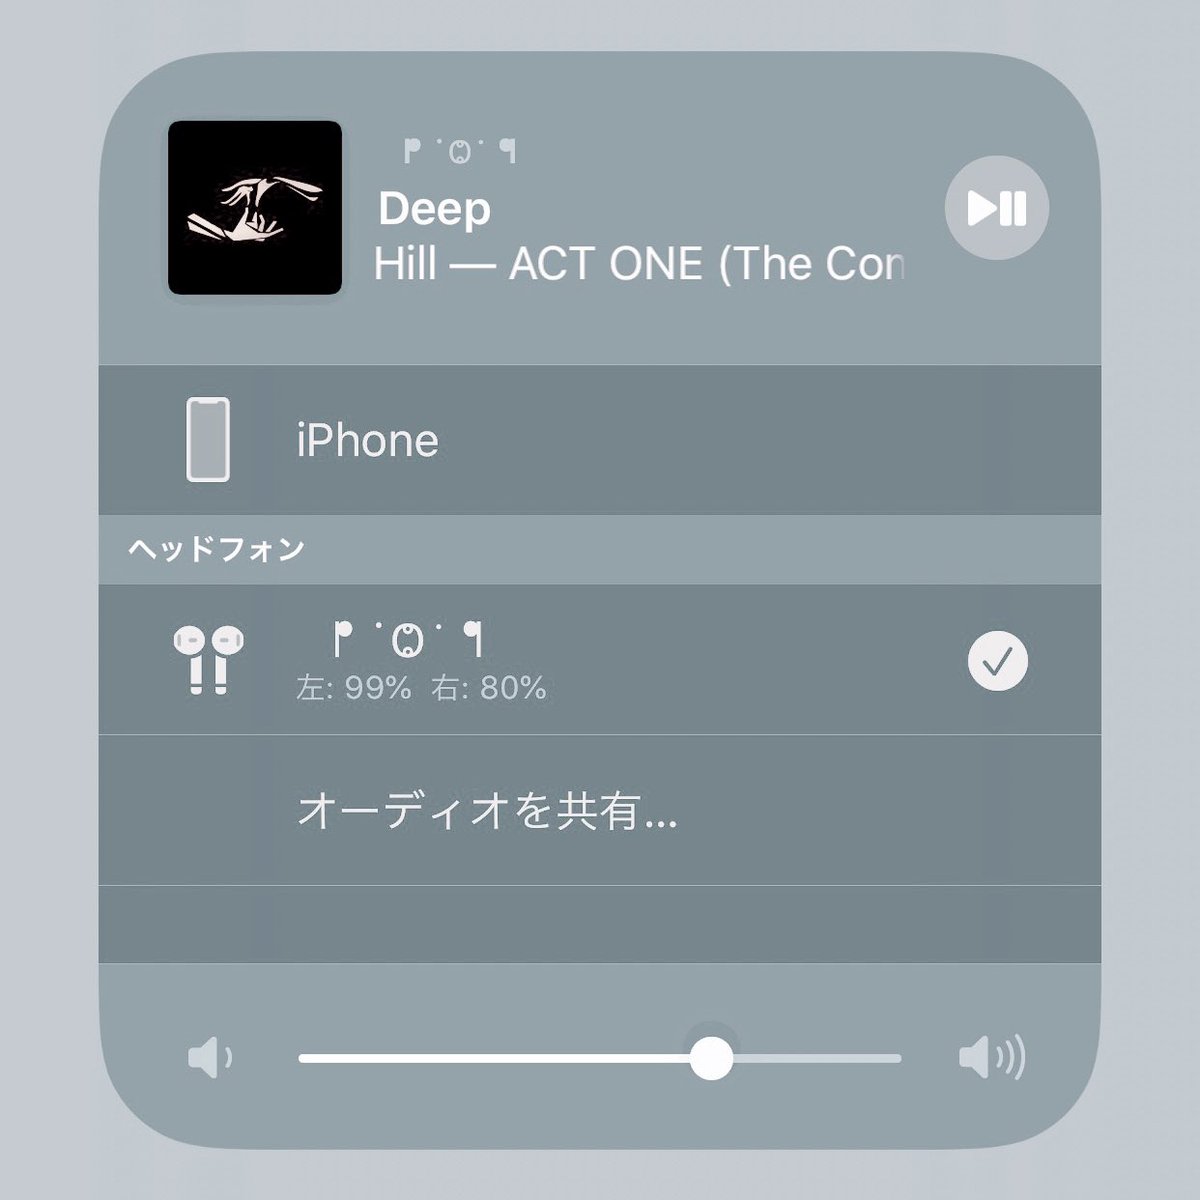 ⁋ ˙Ꙫ˙ ⁌
Deep
Hill — ACT ONE (The Con
iPhone
ヘッドフォン
⁋ ˙Ꙫ˙ ⁌
左: 99% 右: 80%
オーディオを共有...